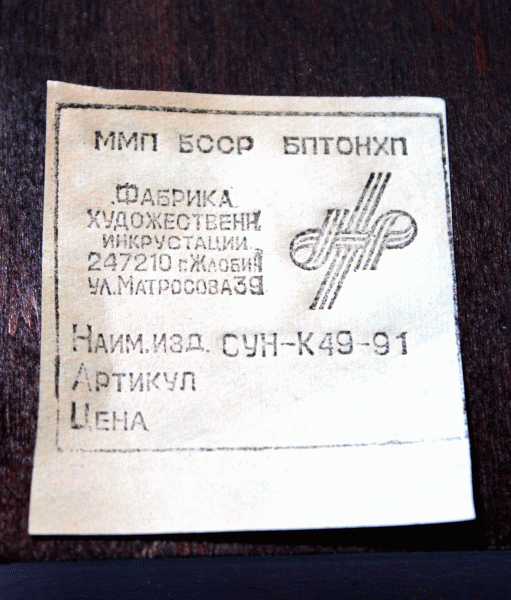 ММП БССР БПТОНХП
ФАБРИКА
ХУДОЖЕСТВЕНН
ИНКРУСТАЦИИ
247210 г.ЖЛОБИН
УЛ.МАТРОСОВА 39
НАИМ.ИЗД. СУН-К49-91
АРТИКУЛ
ЦЕНА